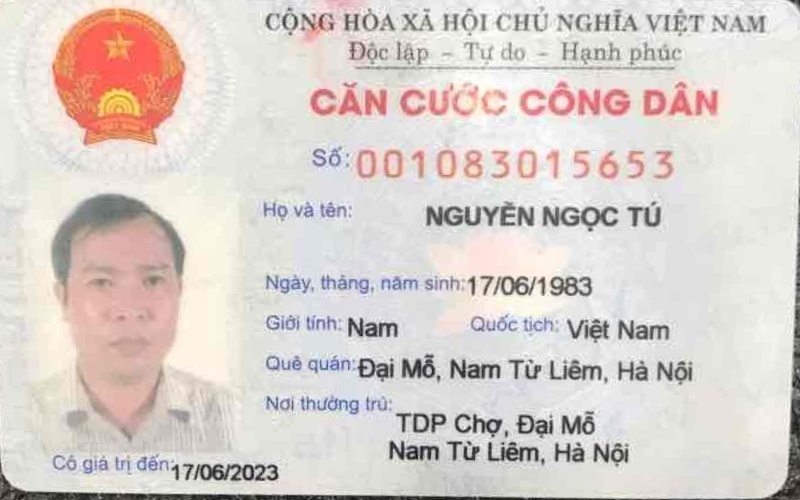 CỘNG HÒA XÃ HỘI CHỦ NGHĨA VIỆT NAM
Độc lập - Tự do - Hạnh phúc
CĂN CƯỚC CÔNG DÂN
Số: 001083015653
Họ và tên: NGUYỄN NGỌC TÚ
Ngày, tháng, năm sinh: 17/06/1983
Giới tính: Nam Quốc tịch: Việt Nam
Quê quán: Đại Mỗ, Nam Từ Liêm, Hà Nội
Nơi thường trú: TDP Chợ, Đại Mỗ
Nam Từ Liêm, Hà Nội
Có giá trị đến: 17/06/2023